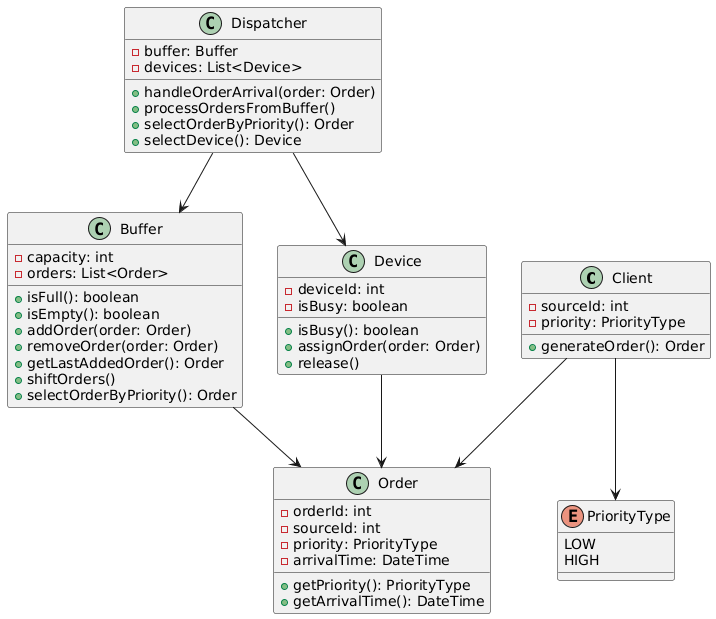 C Dispatcher
buffer: Buffer
devices: List<Device>
handleOrderArrival(order: Order)
processOrdersFromBuffer()
selectOrderByPriority(): Order
selectDevice(): Device
C Buffer
capacity: int
orders: List<Order>
isFull(): boolean
isEmpty(): boolean
addOrder(order: Order)
removeOrder(order: Order)
getLastAddedOrder(): Order
shiftOrders()
selectOrderByPriority(): Order
C Device
deviceId: int
isBusy: boolean
isBusy(): boolean
assignOrder(order: Order)
release()
C Client
sourceId: int
priority: PriorityType
generateOrder(): Order
C Order
orderId: int
sourceId: int
priority: PriorityType
arrivalTime: DateTime
getPriority(): PriorityType
getArrivalTime(): DateTime
E PriorityType
LOW
HIGH